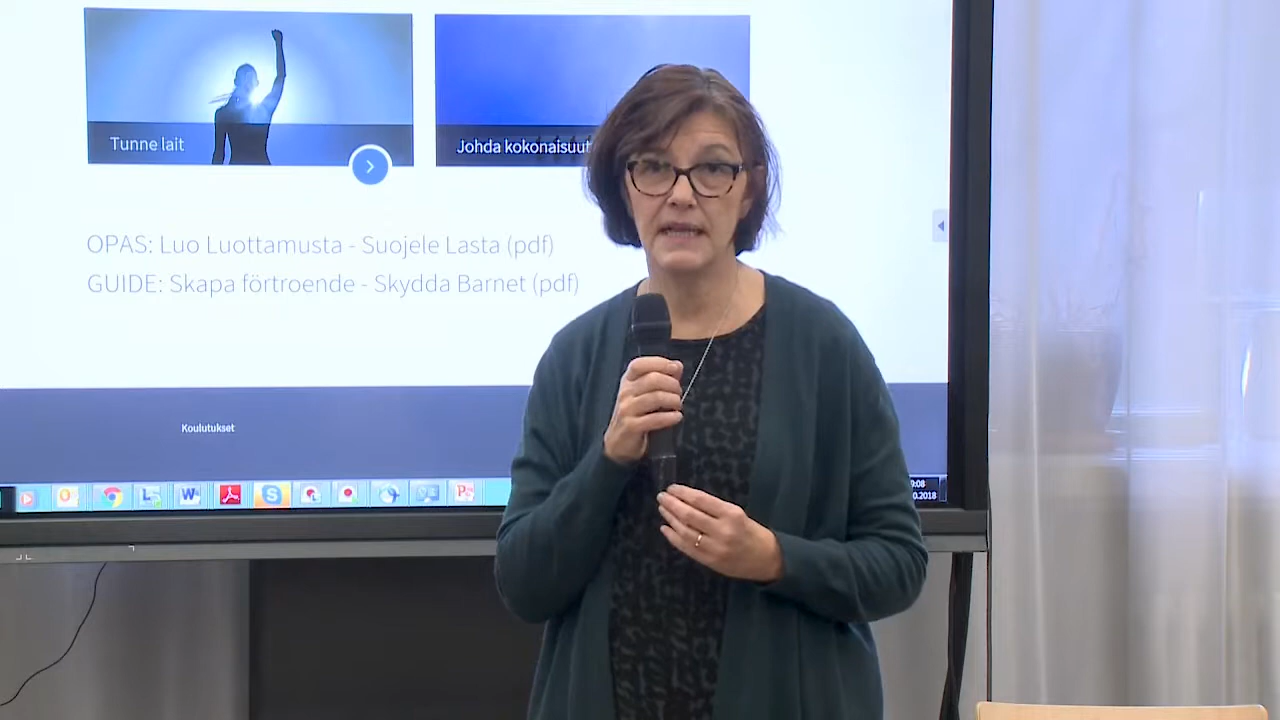 Tunne lait
Johda kokonaisuut
OPAS: Luo Luottamusta - Suojele Lasta (pdf)
GUIDE: Skapa förtroende - Skydda Barnet (pdf)
Koulutukset